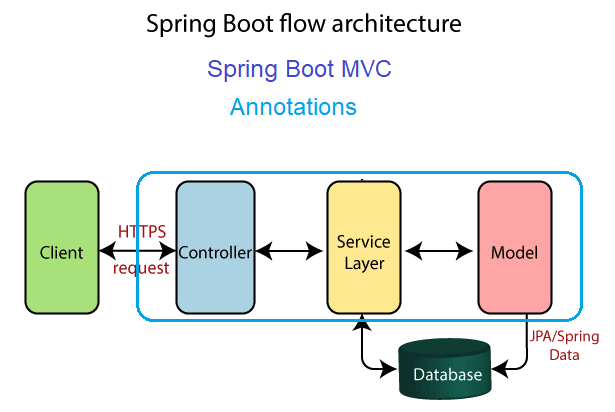 Spring Boot flow architecture
Spring Boot MVC
Annotations
Client
HTTPS
request
Controller
Service
Layer
Model
JPA/Spring
Data
Database